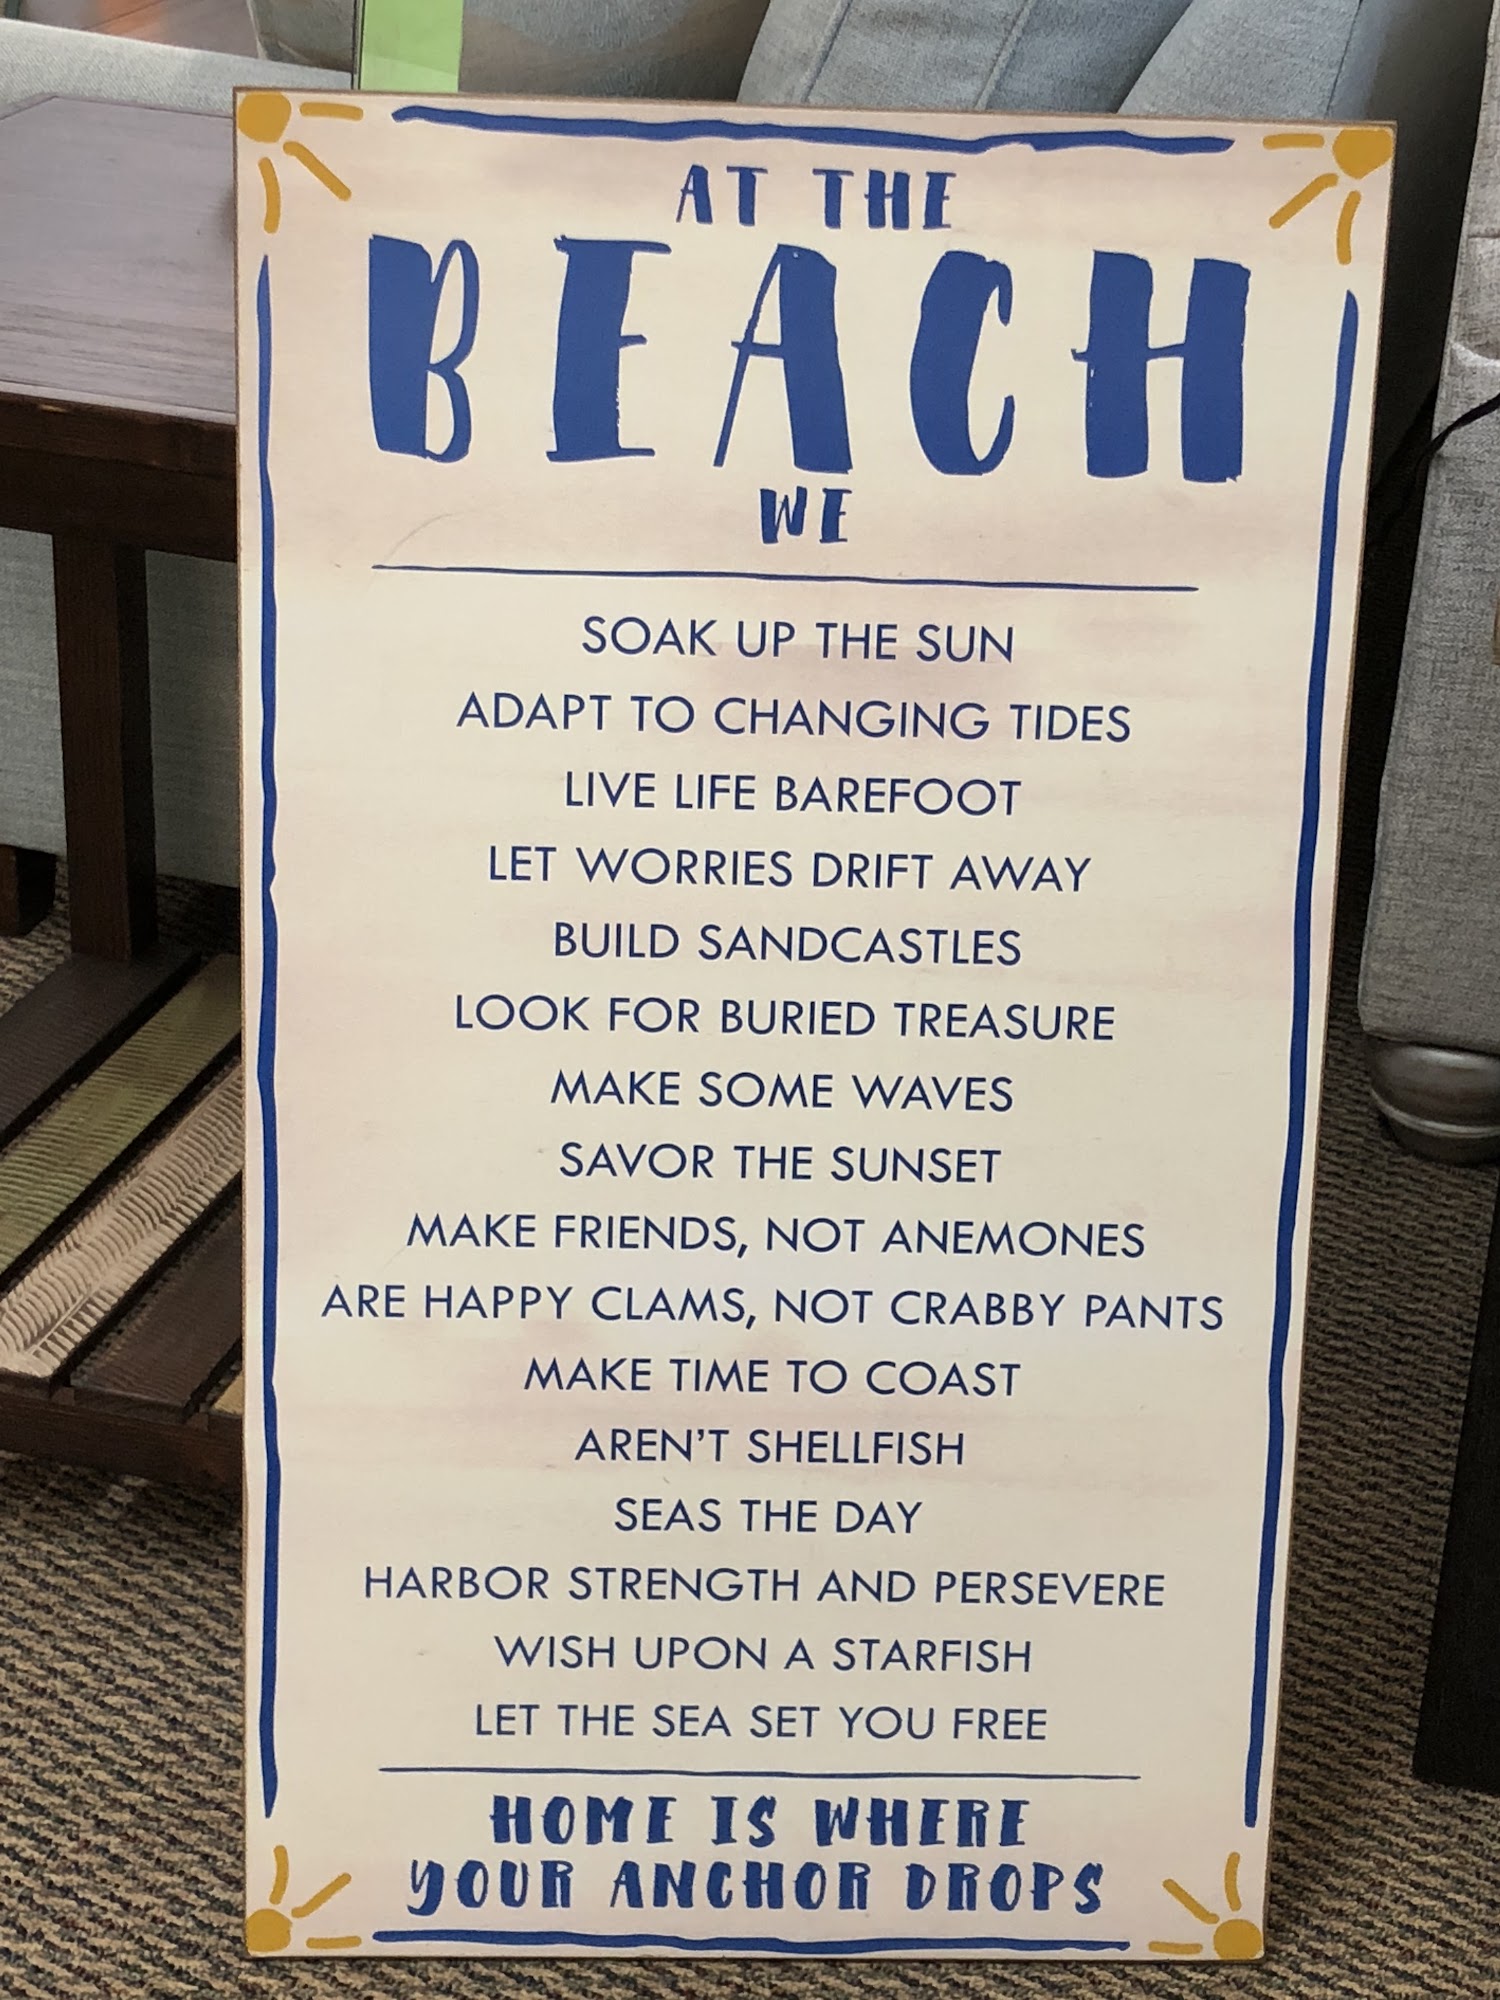 AT THE
BEACH
WE
SOAK UP THE SUN
ADAPT TO CHANGING TIDES
LIVE LIFE BAREFOOT
LET WORRIES DRIFT AWAY
BUILD SANDCASTLES
LOOK FOR BURIED TREASURE
MAKE SOME WAVES
SAVOR THE SUNSET
MAKE FRIENDS, NOT ANEMONES
ARE HAPPY CLAMS, NOT CRABBY PANTS
MAKE TIME TO COAST
AREN'T SHELLFISH
SEAS THE DAY
HARBOR STRENGTH AND PERSEVERE
WISH UPON A STARFISH
LET THE SEA SET YOU FREE
HOME IS WHERE
YOUR ANCHOR DROPS